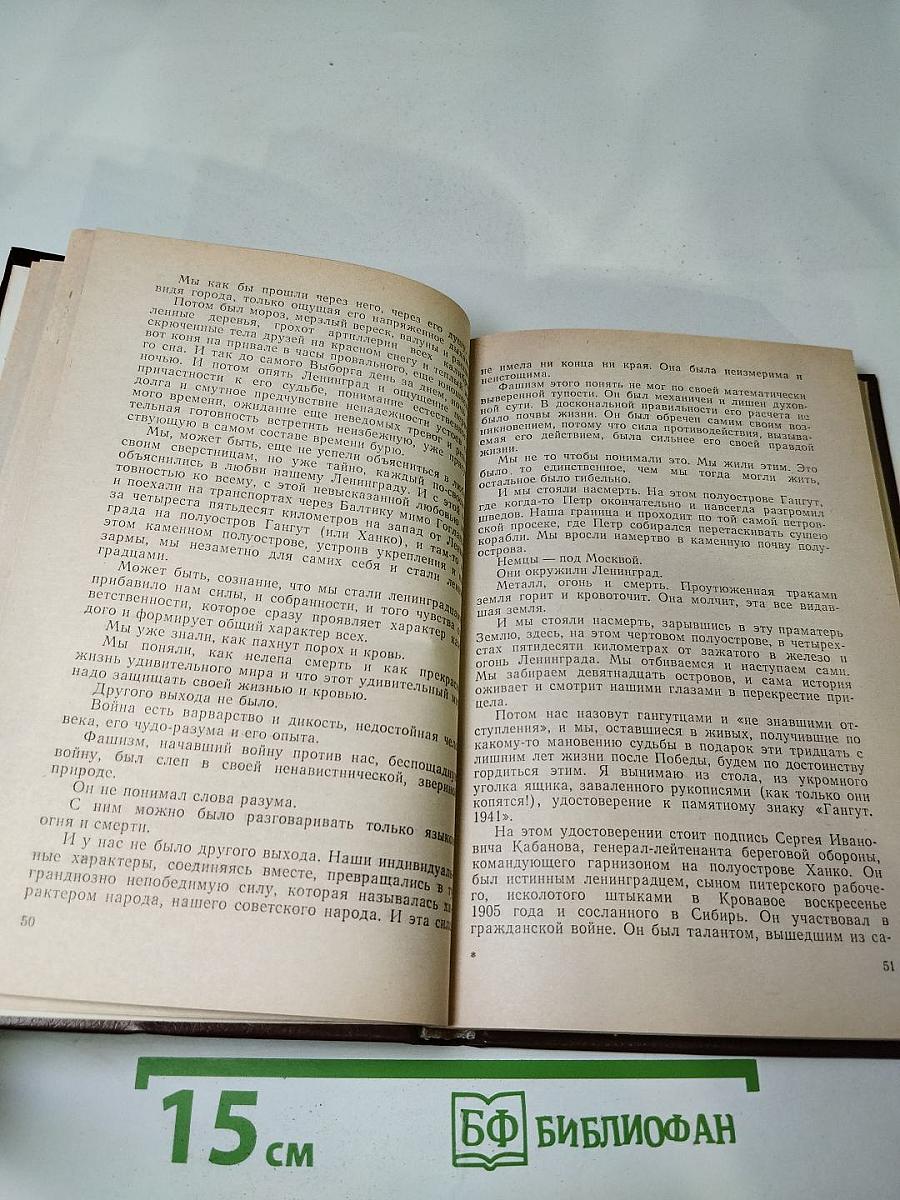 Мы как бы прошли через него, через его душу, не
видя города, только ощущая его напряженное дыхание.
Потом был мороз, мерзлый вереск, валуны и
ленные деревья, грохот артиллерии всех
скрюченные тела друзей на красном снегу и теплый
вот коня на привале в часы провального, еще юношеско-
го сна. И так до самого Выборга день за днем, ночь за
ночью. И потом опять Ленинград и ощущение
причастности к его судьбе, понимание естественного
долга и смутное предчувствие ненадежности
мого времени, ожидание еще неведомых тревог и
тельная готовность встретить неизбежную, уже
ствующую в самом составе времени бурю.
Мы, может быть, еще не успели объясниться в любви
своим сверстницам, но уже тайно, каждый по-своему,
объяснились в любви нашему Ленинграду. И с этой
товностью ко всему, с этой невысказанной любовью
и поехали на транспортах через Балтику мимо
за четыреста пятьдесят километров на запад от Ленин-
града на полуостров Гангут (или Ханко), и там-то, на
этом каменном полуострове, устроив укрепления и
зармы, мы незаметно для самих себя и стали ленин-
градцами.
Может быть, сознание, что мы стали ленинградцами,
прибавило нам силы, и собранности, и того чувства
ветственности, которое сразу проявляет характер каж-
дого и формирует общий характер всех.
Мы уже знали, как пахнут порох и кровь.
Мы поняли, как нелепа смерть и как прекрасна
жизнь удивительного мира и что этот удивительный мир
надо защищать своей жизнью и кровью.
Другого выхода не было.
Война есть варварство и дикость, недостойная чело-
века, его чудо-разума и его опыта.
Фашизм, начавший войну против нас, беспощадную
войну, был слеп в своей ненавистнической, звериной
природе.
Он не понимал слова разума.
С ним можно было разговаривать только языком
огня и смерти.
И у нас не было другого выхода. Наши индивидуаль-
ные характеры, соединяясь вместе, превращались в
грандиозно непобедимую силу, которая называлась ха-
рактером народа, нашего советского народа. И эта сила
50
не имела ни конца ни края. Она была неизмерима и
неистощима.
Фашизм этого понять не мог по своей математически
выверенной тупости. Он был механичен и лишен духов-
ной сути. В доскональной правильности его расчета не
было почвы жизни. Он был обречен самим своим воз-
никновением, потому что сила противодействия, вызывае-
мая его действием, была сильнее его своей правдой
жизни.
Мы не то чтобы понимали это. Мы жили этим. Это
было то единственное, чем мы тогда могли жить,
остальное было гибельно.
И мы стояли насмерть. На этом полуострове Гангут,
где когда-то Петр окончательно и навсегда разгромил
шведов. Наша граница и проходит по той самой петров-
ской просеке, где Петр собирался перетаскивать сушею
корабли. Мы вросли намертво в каменную почву полу-
острова.
Немцы — под Москвой.
Они окружили Ленинград.
Металл, огонь и смерть. Проутюженная траками
земля горит и кровоточит. Она молчит, эта все видав-
шая земля.
И мы стояли насмерть, зарывшись в эту праматерь
Землю, здесь, на этом чертовом полуострове, в четырех-
стах пятидесяти километрах от зажатого в железо и
огонь Ленинграда. Мы отбиваемся и наступаем сами.
Мы забираем девятнадцать островов, и сама история
оживает и смотрит нашими глазами в перекрестие при-
цела.
Потом нас назовут гангутцами и «не знавшими от-
ступления», и мы, оставшиеся в живых, получившие по
какому-то мановению судьбы в подарок эти тридцать с
лишним лет жизни после Победы, будем по достоинству
гордиться этим. Я вынимаю из стола, из укромного
уголка ящика, заваленного рукописями (как только они
копятся!), удостоверение к памятному знаку «Гангут.
1941».
На этом удостоверении стоит подпись Сергея Ивано-
вича Кабанова, генерал-лейтенанта береговой обороны,
командующего гарнизоном на полуострове Ханко. Он
был истинным ленинградцем, сыном питерского рабоче-
го, исколотого штыками в Кровавое воскресенье
1905 года и сосланного в Сибирь. Он участвовал в
гражданской войне. Он был талантом, вышедшим из са-
*
51
15 см
БФ БИБЛИОФАН